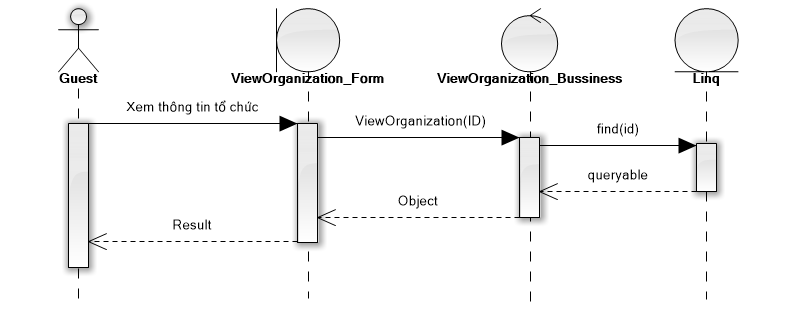 Guest
ViewOrganization_Form
ViewOrganization_Bussiness
Linq
Xem thông tin tổ chức
ViewOrganization(ID)
find(id)
queryable
Object
Result